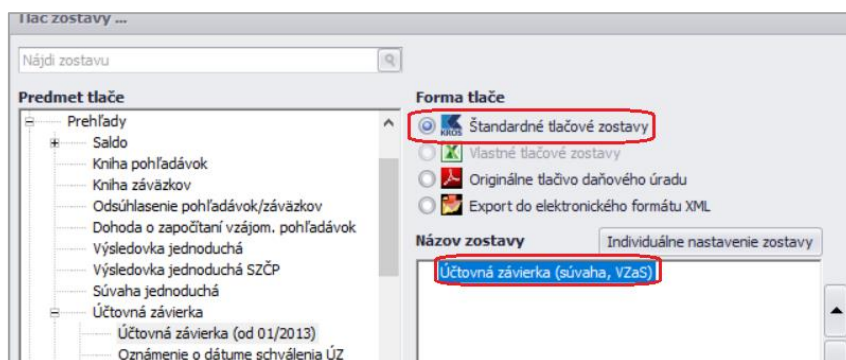 Tlač zostavy ...
Nájdi zostavu
Predmet tlače
Prehľady
Saldo
Kniha pohľadávok
Kniha záväzkov
Odsúhlasenie pohľadávok/záväzkov
Dohoda o započítaní vzájom. pohľadávok
Výsledovka jednoduchá
Výsledovka jednoduchá SZČP
Súvaha jednoduchá
Účtovná závierka
Účtovná závierka (od 01/2013)
Oznámenie o dátume schválenia ÚZ
Forma tlače
KROS Štandardné tlačové zostavy
Vlastné tlačové zostavy
Originálne tlačivo daňového úradu
Export do elektronického formátu XML
Názov zostavy
Individuálne nastavenie zostavy
Účtovná závierka (súvaha, VZaS)